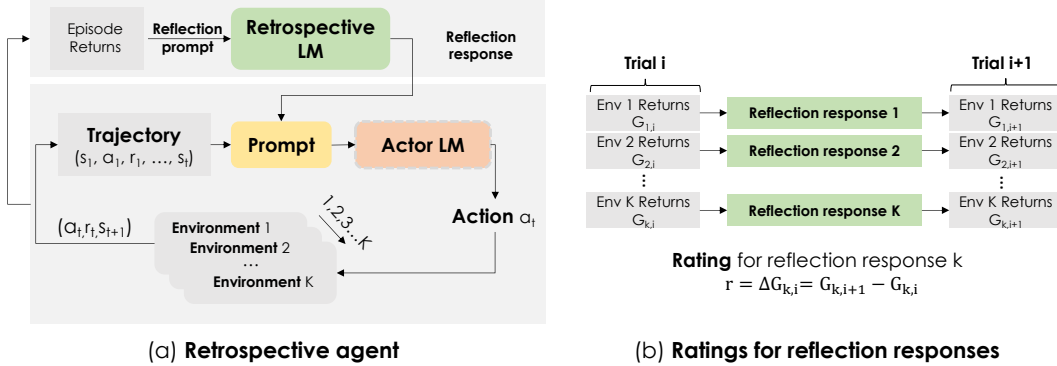 Episode
Returns
Reflection
prompt
Retrospective
LM
Reflection
response
Trajectory
(s₁, a₁, r₁, ..., sₜ)
Prompt
Actor LM
Action aₜ
1,2,3...K
(aₜ,rₜ,sₜ₊₁)
Environment 1
Environment 2
...
Environment K
(a) Retrospective agent
Trial i
Trial i+1
Env 1 Returns
G₁,ᵢ
Reflection response 1
Env 1 Returns
G₁,ᵢ₊₁
Env 2 Returns
G₂,ᵢ
Reflection response 2
Env 2 Returns
G₂,ᵢ₊₁
⋮
⋮
Env K Returns
Gₖ,ᵢ
Reflection response K
Env K Returns
Gₖ,ᵢ₊₁
Rating for reflection response k
r = ΔGₖ,ᵢ= Gₖ,ᵢ₊₁ − Gₖ,ᵢ
(b) Ratings for reflection responses